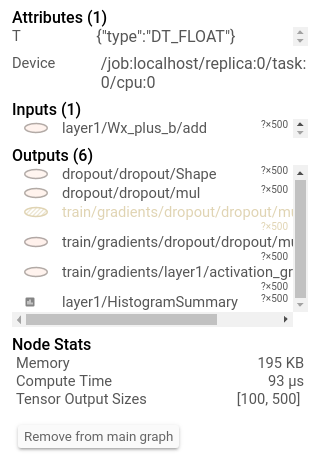 Attributes (1)
T {"type":"DT_FLOAT"}
Device /job:localhost/replica:0/task:
0/cpu:0
Inputs (1)
layer1/Wx_plus_b/add ?×500
Outputs (6)
dropout/dropout/Shape ?×500
dropout/dropout/mul ?×500
train/gradients/dropout/dropout/mu
?×500
train/gradients/dropout/dropout/mu
?×500
train/gradients/layer1/activation_gr
?×500
layer1/HistogramSummary ?×500
Node Stats
Memory 195 KB
Compute Time 93 μs
Tensor Output Sizes [100, 500]
Remove from main graph